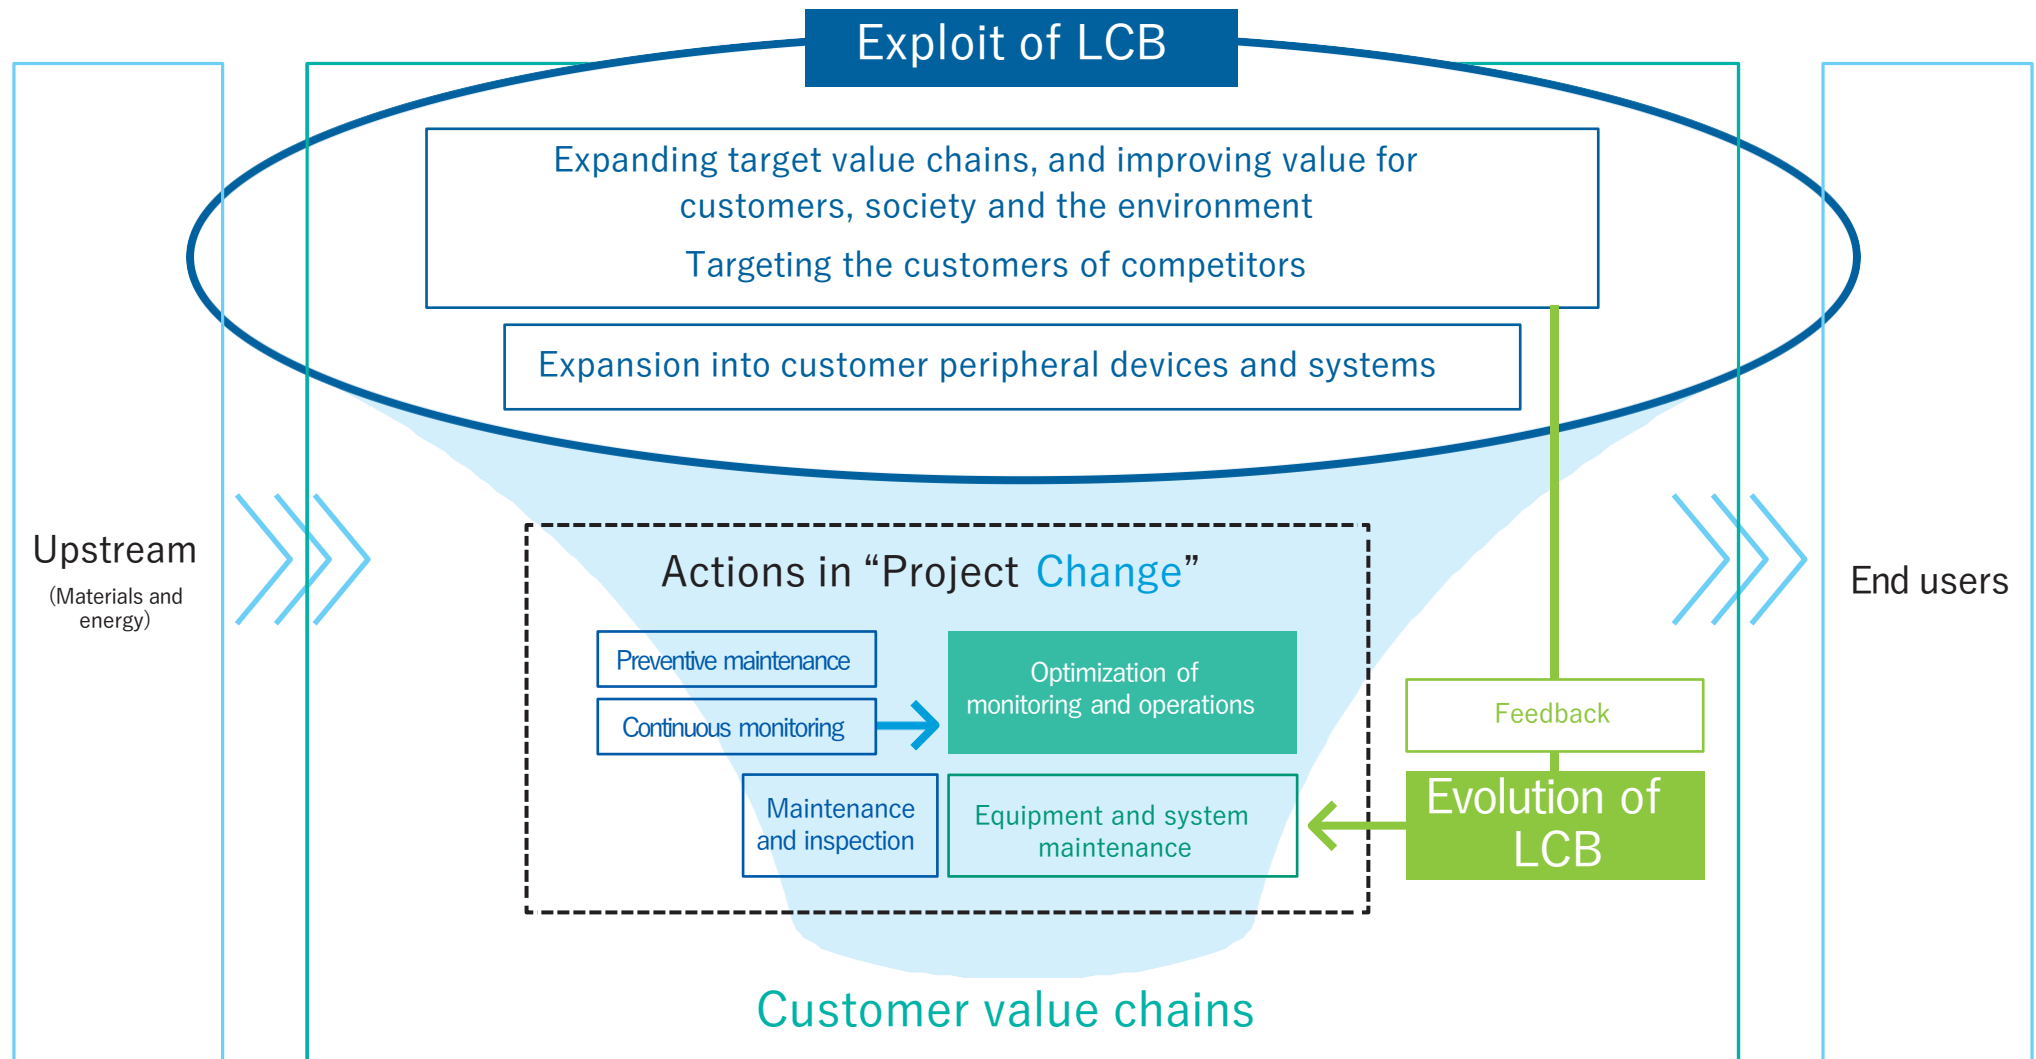 Exploit of LCB
Expanding target value chains, and improving value for
customers, society and the environment
Targeting the customers of competitors
Expansion into customer peripheral devices and systems
Upstream
(Materials and
energy)
Actions in “Project Change”
Preventive maintenance
Continuous monitoring
Optimization of
monitoring and operations
Maintenance
and inspection
Equipment and system
maintenance
Feedback
Evolution of
LCB
End users
Customer value chains